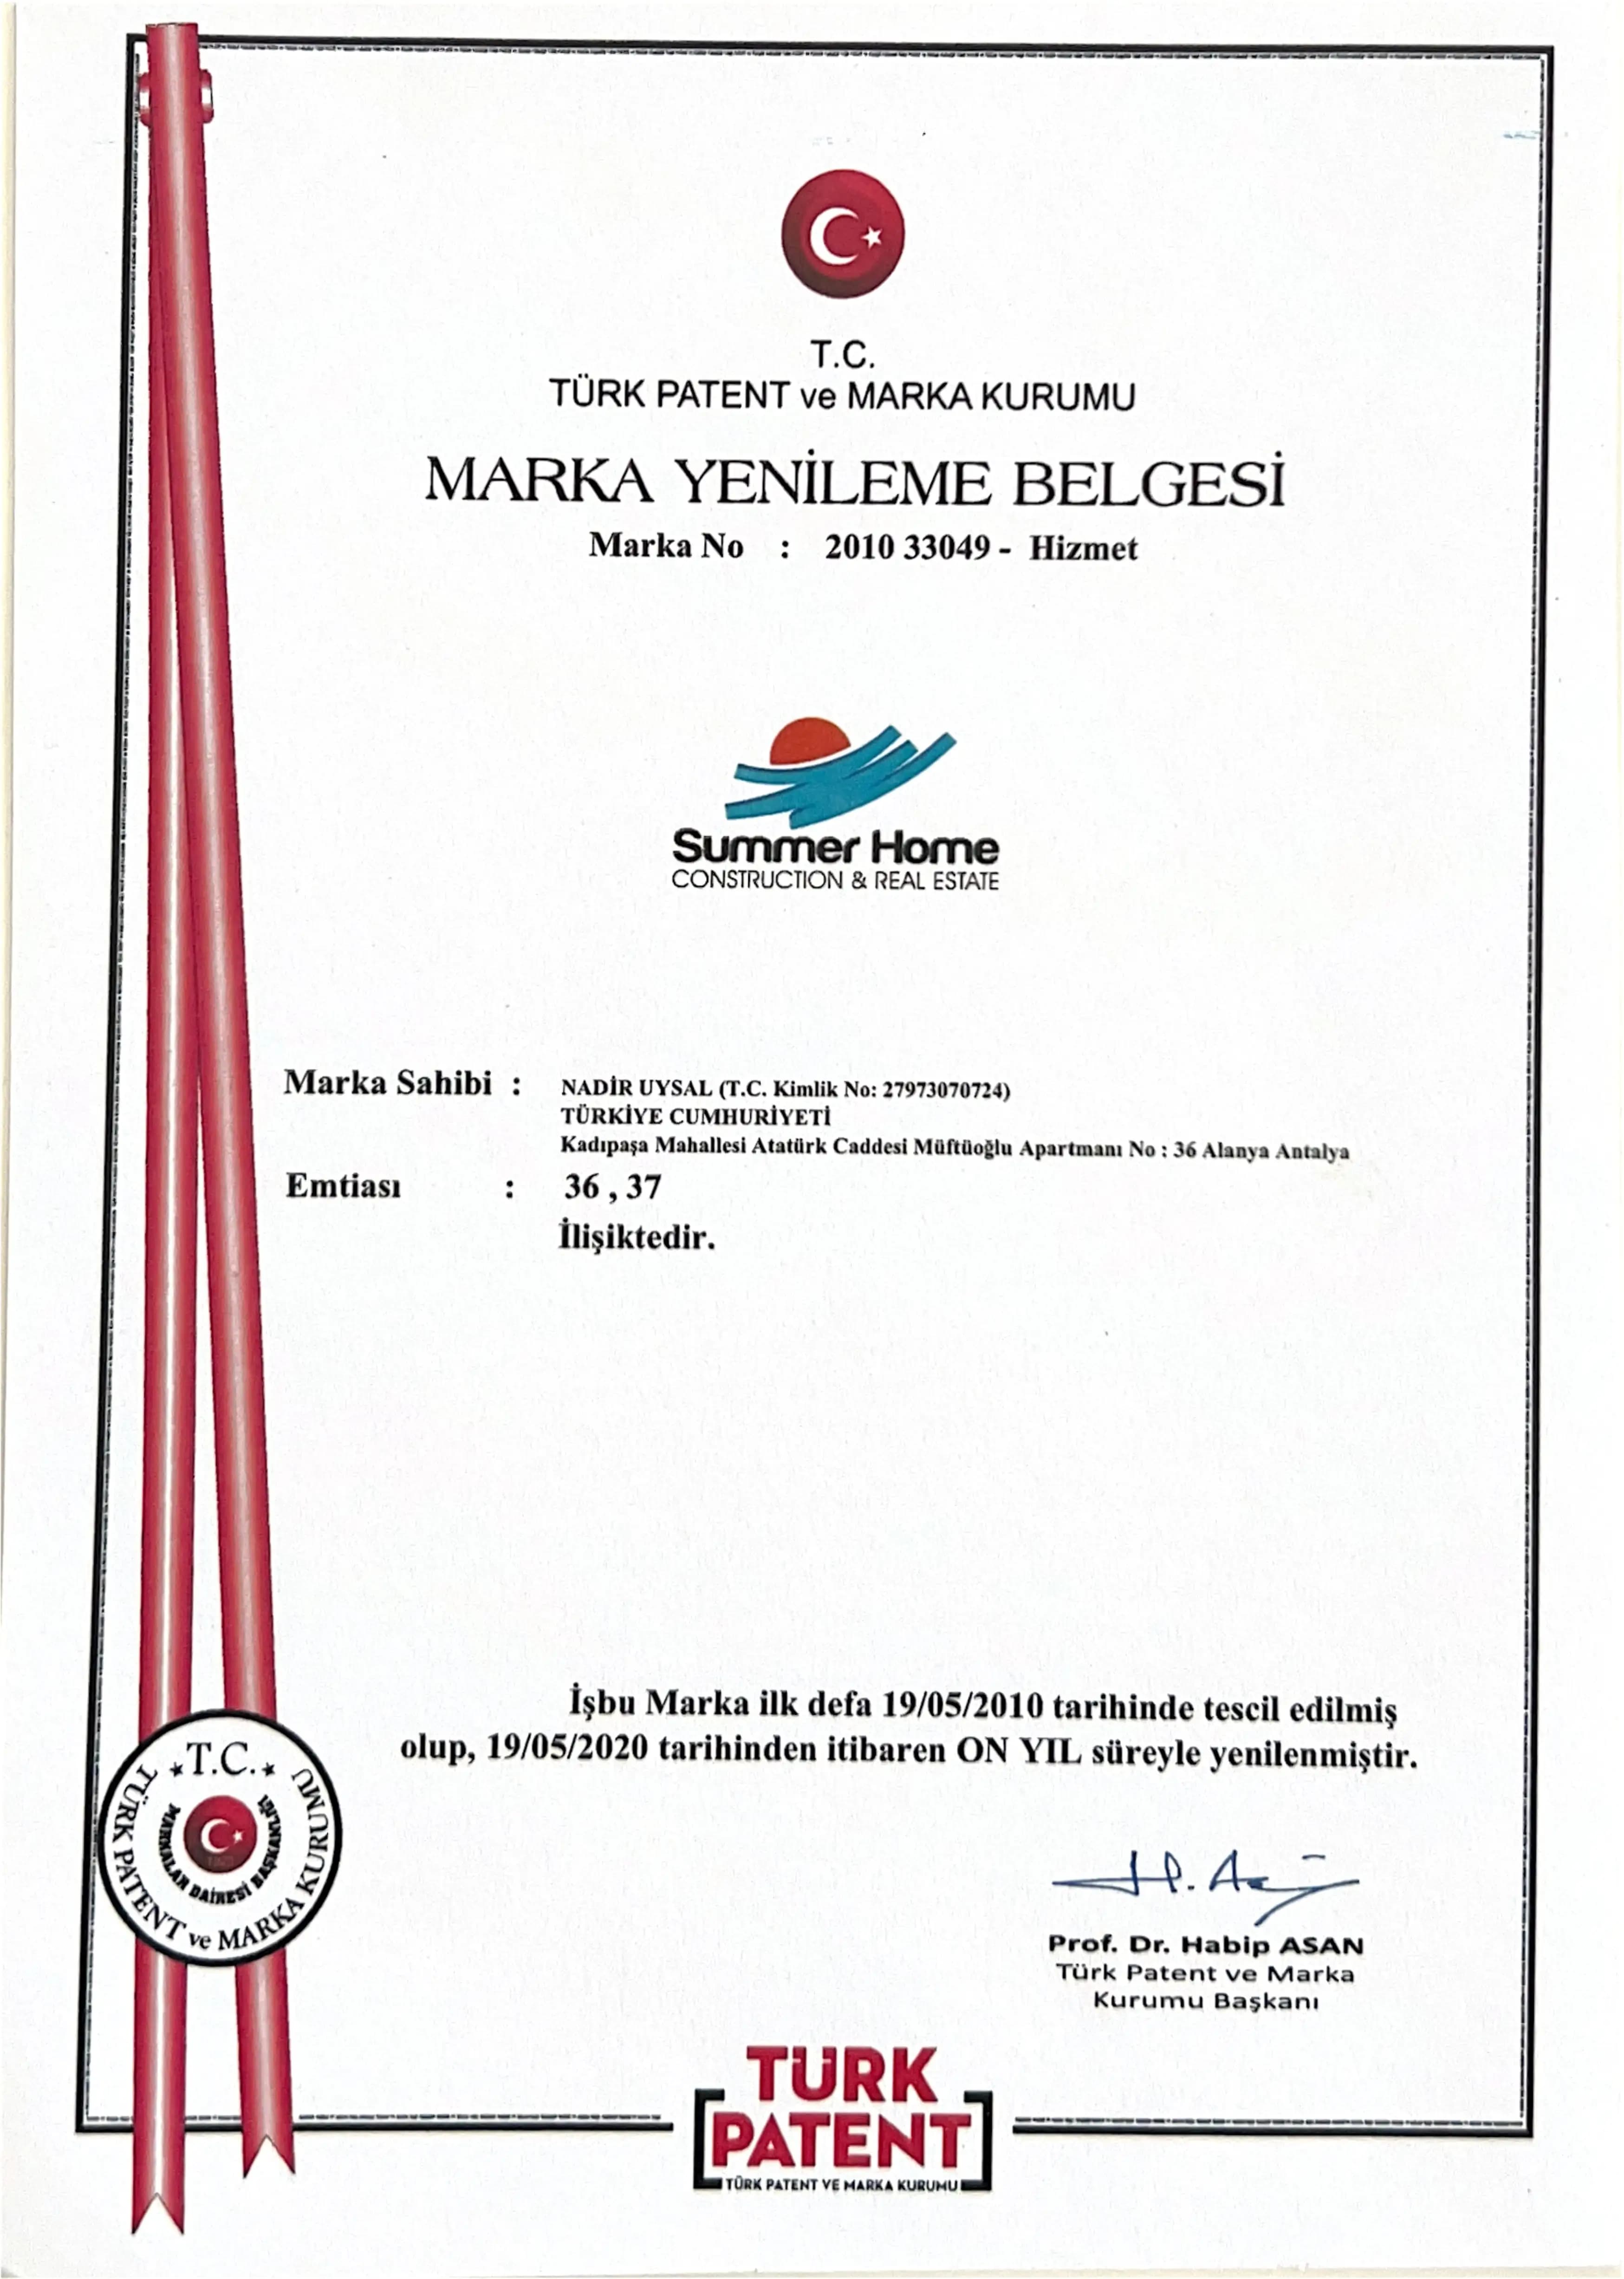 T.C.
TÜRK PATENT ve MARKA KURUMU
MARKA YENİLEME BELGESİ
Marka No : 2010 33049 - Hizmet
Summer Home
CONSTRUCTION & REAL ESTATE
Marka Sahibi : NADİR UYSAL (T.C. Kimlik No: 27973070724)
TÜRKİYE CUMHURİYETİ
Kadıpaşa Mahallesi Atatürk Caddesi Müftüoğlu Apartmanı No : 36 Alanya Antalya
Emtiası : 36 , 37
İlişiktedir.
İşbu Marka ilk defa 19/05/2010 tarihinde tescil edilmiş
olup, 19/05/2020 tarihinden itibaren ON YIL süreyle yenilenmiştir.
T.C.
TÜRK PATENT ve MARKA KURUMU
MARKALAR DAİRESİ BAŞKANLIĞI
H. Asan
Prof. Dr. Habip ASAN
Türk Patent ve Marka
Kurumu Başkanı
TÜRK
PATENT
TÜRK PATENT VE MARKA KURUMU